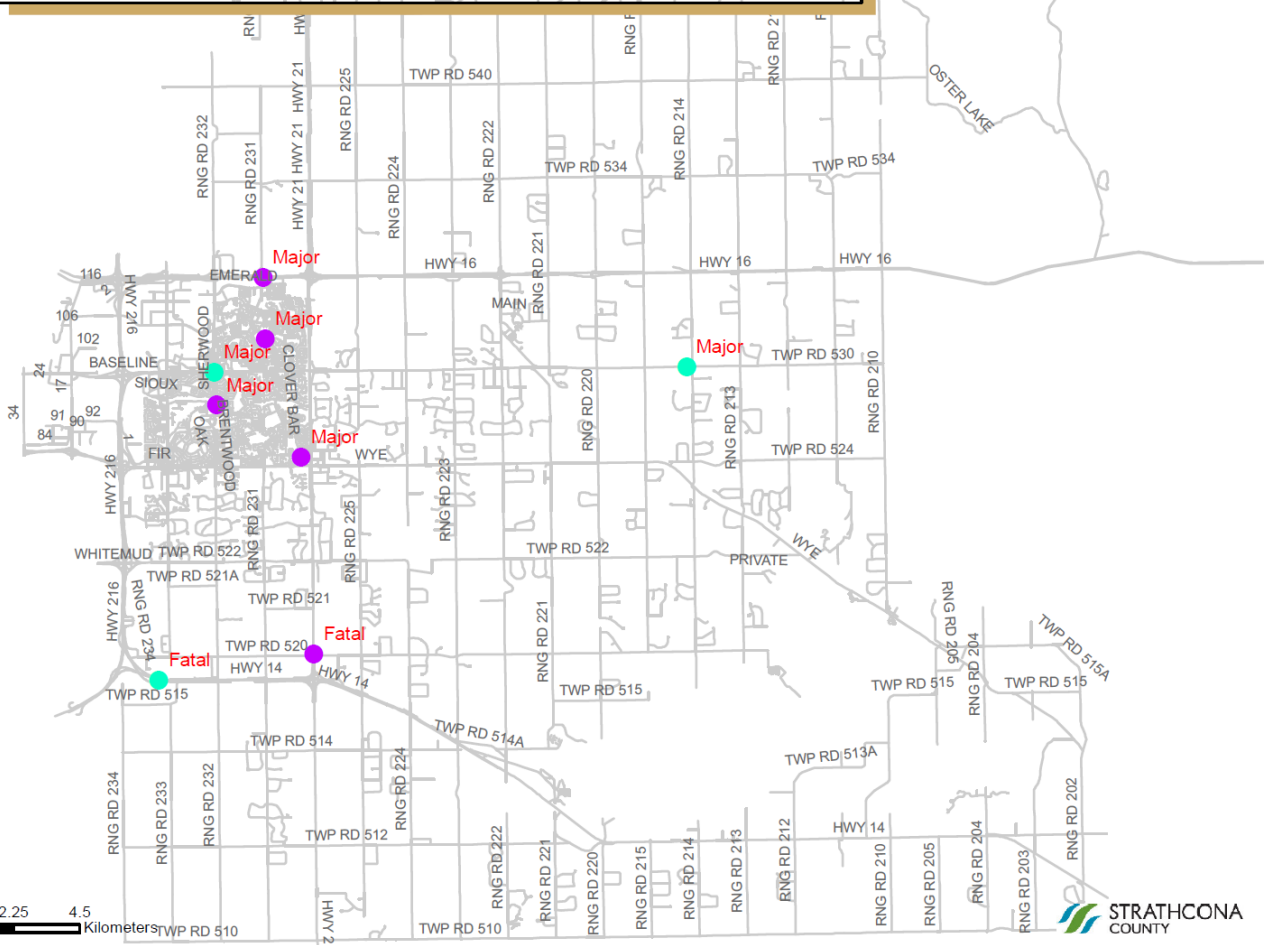 RN
HW
RNG F
RNG RD 2
TWP RD 540
HWY 21
RNG RD 225
OSTER LAKE
RNG RD 232
HWY 21
RNG RD 231
RNG RD 222
RNG RD 214
TWP RD 534
TWP RD 534
RNG RD 224
HWY 21
RNG RD 221
Major
HWY 16
HWY 16
HWY 16
116
EMERALD
HWY 216
2
MAIN
106
Major
102
SHERWOOD
Major
Major
BASELINE
CLOVER BAR
TWP RD 530
RNG RD 210
24
17
SIOUX
Major
RNG RD 220
RNG RD 213
34
91
92
90
84
1
OAK
BRENTWOOD
Major
FIR
WYE
TWP RD 524
HWY 216
RNG RD 223
RNG RD 231
RNG RD 225
WHITEMUD
TWP RD 522
TWP RD 522
WYE
PRIVATE
TWP RD 521A
HWY 216
RNG RD 234
TWP RD 521
RNG RD 221
RNG RD 205
RNG RD 204
TWP RD 515A
Fatal
TWP RD 520
Fatal
HWY 14
HWY 14
TWP RD 515
TWP RD 515
TWP RD 515
TWP RD 515
TWP RD 514
TWP RD 514A
TWP RD 513A
RNG RD 234
RNG RD 233
RNG RD 232
RNG RD 224
RNG RD 202
TWP RD 512
HWY 14
RNG RD 222
RNG RD 221
RNG RD 220
RNG RD 215
RNG RD 214
RNG RD 213
RNG RD 212
RNG RD 210
RNG RD 205
RNG RD 204
RNG RD 203
HWY 2
2.25 4.5
Kilometers
TWP RD 510
TWP RD 510
STRATHCONA
COUNTY